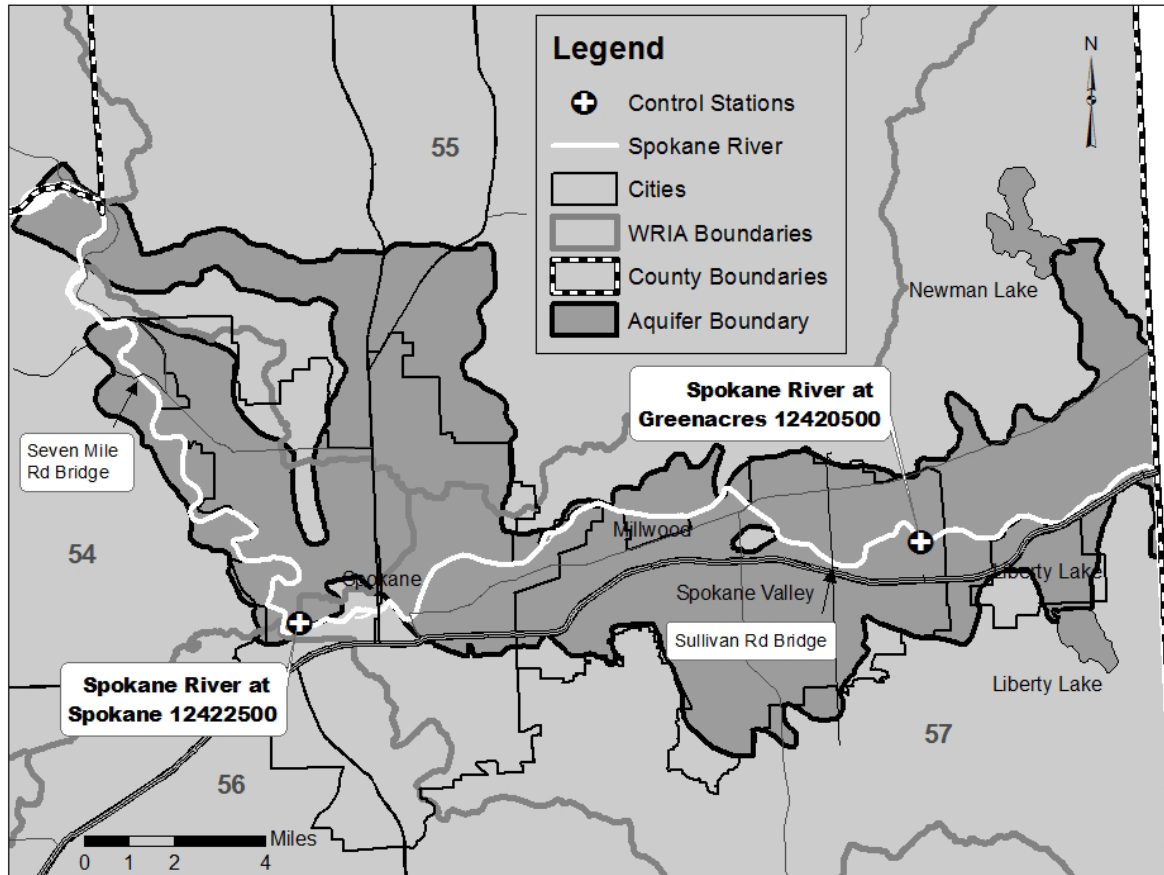 Legend
Control Stations
Spokane River
Cities
WRIA Boundaries
County Boundaries
Aquifer Boundary
N
55
Newman Lake
Spokane River at
Greenacres 12420500
Seven Mile
Rd Bridge
Millwood
54
Spokane
Liberty Lake
Spokane Valley
Sullivan Rd Bridge
Spokane River at
Spokane 12422500
Liberty Lake
57
56
Miles
0 1 2 4